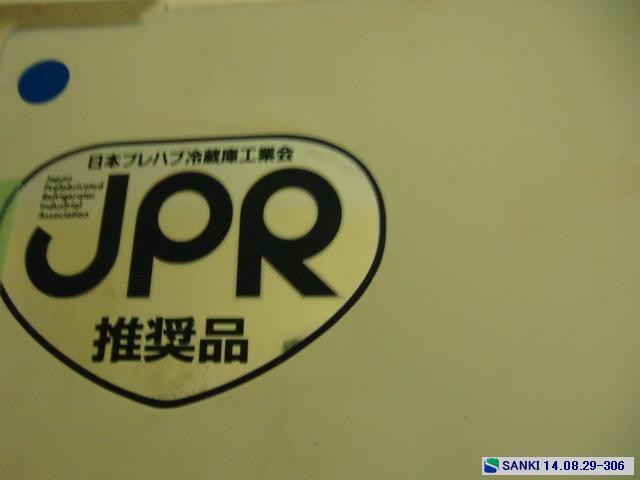 日本プレハブ冷蔵庫工業会
Japan
Prefabricated
Refrigerator
Industrial
Association
JPR
推奨品
SANKI 14.08.29-306